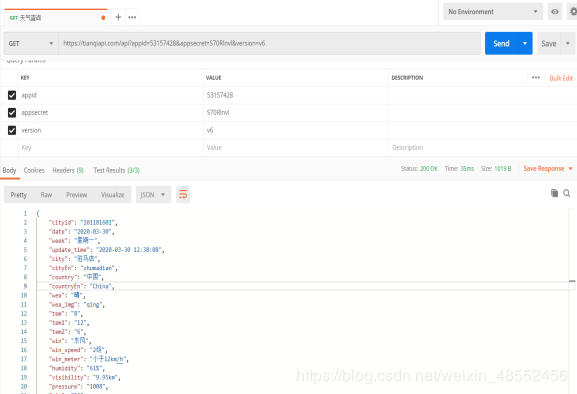 GET 天气查询
No Environment
GET
https://tianqiapi.com/api?appid=53157428&appsecret=S70RlnvI&version=v6
Send
Save
Query Params
KEY VALUE DESCRIPTION Bulk Edit
appid 53157428
appsecret S70RlnvI
version v6
Key Value Description
Body Cookies Headers (9) Test Results (3/3) Status: 200 OK Time: 35ms Size: 1019 B Save Response
Pretty Raw Preview Visualize JSON
1 {
2 "cityid": "101181601",
3 "date": "2020-03-30",
4 "week": "星期一",
5 "update_time": "2020-03-30 12:38:08",
6 "city": "驻马店",
7 "cityEn": "zhumadian",
8 "country": "中国",
9 "countryEn": "China",
10 "wea": "晴",
11 "wea_img": "qing",
12 "tem": "8",
13 "tem1": "12",
14 "tem2": "6",
15 "win": "东风",
16 "win_speed": "2级",
17 "win_meter": "小于12km/h",
18 "humidity": "61%",
19 "visibility": "9.95km",
20 "pressure": "1008",
https://blog.csdn.net/weixin_48552456